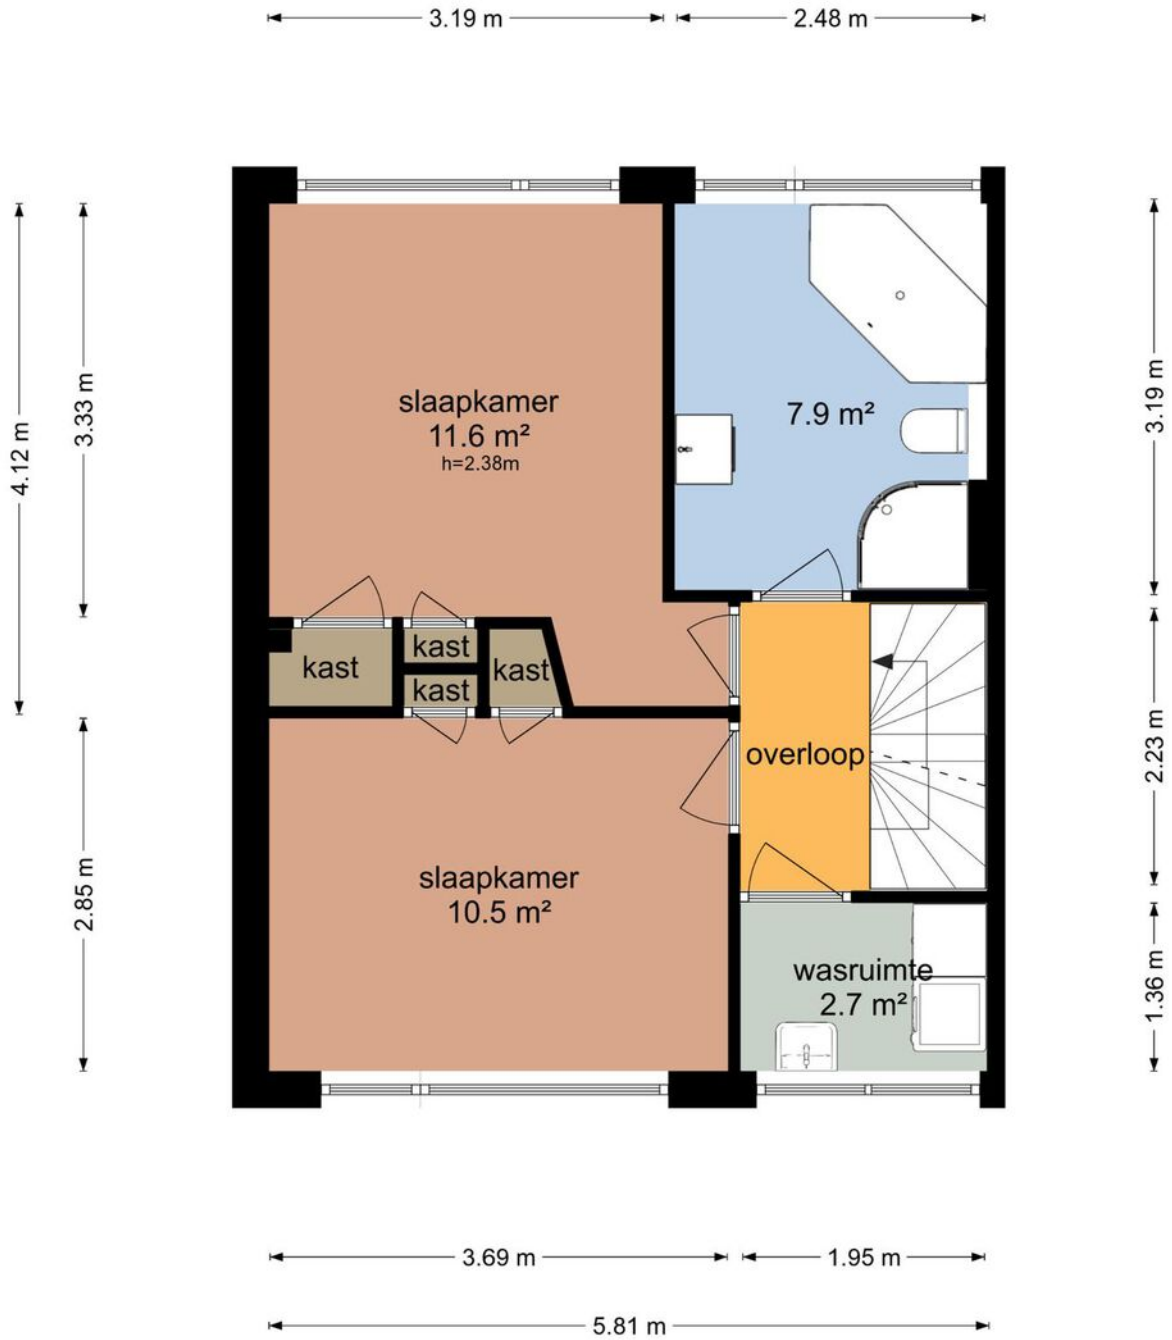 3.19 m
2.48 m
4.12 m
3.33 m
3.19 m
slaapkamer
11.6 m²
h=2.38m
7.9 m²
kast
kast
kast
kast
overloop
2.23 m
slaapkamer
10.5 m²
2.85 m
wasruimte
2.7 m²
1.36 m
3.69 m
1.95 m
5.81 m